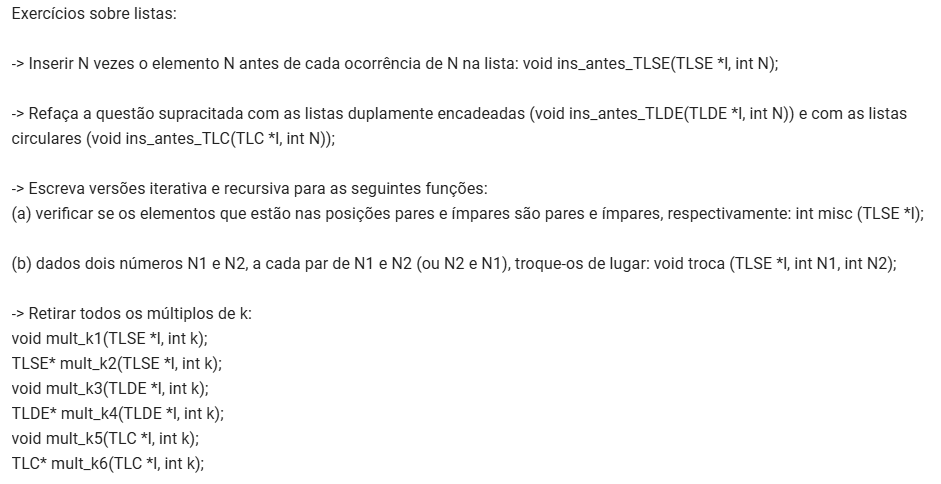 Exercícios sobre listas:
-> Inserir N vezes o elemento N antes de cada ocorrência de N na lista: void ins_antes_TLSE(TLSE *l, int N);
-> Refaça a questão supracitada com as listas duplamente encadeadas (void ins_antes_TLDE(TLDE *l, int N)) e com as listas
circulares (void ins_antes_TLC(TLC *l, int N));
-> Escreva versões iterativa e recursiva para as seguintes funções:
(a) verificar se os elementos que estão nas posições pares e ímpares são pares e ímpares, respectivamente: int misc (TLSE *l);
(b) dados dois números N1 e N2, a cada par de N1 e N2 (ou N2 e N1), troque-os de lugar: void troca (TLSE *l, int N1, int N2);
-> Retirar todos os múltiplos de k:
void mult_k1(TLSE *l, int k);
TLSE* mult_k2(TLSE *l, int k);
void mult_k3(TLDE *l, int k);
TLDE* mult_k4(TLDE *l, int k);
void mult_k5(TLC *l, int k);
TLC* mult_k6(TLC *l, int k);